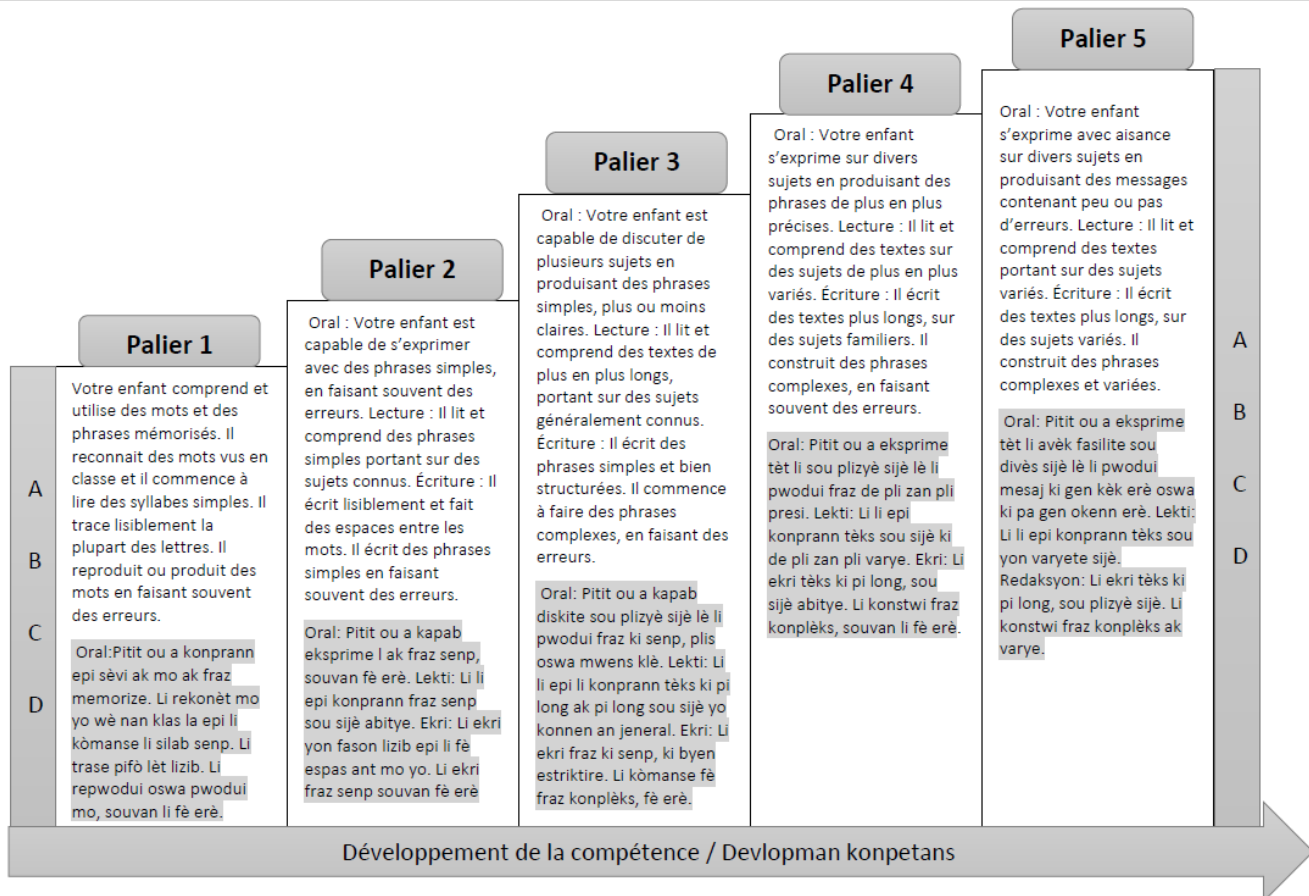 Palier 1
Votre enfant comprend et
utilise des mots et des
phrases mémorisés. Il
reconnait des mots vus en
classe et il commence à
lire des syllabes simples. Il
trace lisiblement la
plupart des lettres. Il
reproduit ou produit des
mots en faisant souvent
des erreurs.
Oral:Pitit ou a konprann
epi sèvi ak mo ak fraz
memorize. Li rekonèt mo
yo wè nan klas la epi li
kòmanse li silab senp. Li
trase pifò lèt lizib. Li
repwodui oswa pwodui
mo, souvan li fè erè.
Palier 2
Oral : Votre enfant est
capable de s’exprimer
avec des phrases simples,
en faisant souvent des
erreurs. Lecture : Il lit et
comprend des phrases
simples portant sur des
sujets connus. Écriture : Il
écrit lisiblement et fait
des espaces entre les
mots. Il écrit des phrases
simples en faisant
souvent des erreurs.
Oral: Pitit ou a kapab
eksprime l ak fraz senp,
souvan fè erè. Lekti: Li li
epi konprann fraz senp
sou sijè abitye. Ekri: Li ekri
yon fason lizib epi li fè
espas ant mo yo. Li ekri
fraz senp souvan fè erè
Palier 3
Oral : Votre enfant est
capable de discuter de
plusieurs sujets en
produisant des phrases
simples, plus ou moins
claires. Lecture : Il lit et
comprend des textes de
plus en plus longs,
portant sur des sujets
généralement connus.
Écriture : Il écrit des
phrases simples et bien
structurées. Il commence
à faire des phrases
complexes, en faisant des
erreurs.
Oral: Pitit ou a kapab
diskite sou plizyè sijè lè li
pwodui fraz ki senp, plis
oswa mwens klè. Lekti: Li
li epi li konprann tèks ki pi
long ak pi long sou sijè yo
konnen an jeneral. Ekri: Li
ekri fraz ki senp, ki byen
estriktire. Li kòmanse fè
fraz konplèks, fè erè.
Palier 4
Oral : Votre enfant
s’exprime sur divers
sujets en produisant des
phrases de plus en plus
précises. Lecture : Il lit et
comprend des textes sur
des sujets de plus en plus
variés. Écriture : Il écrit
des textes plus longs, sur
des sujets familiers. Il
construit des phrases
complexes, en faisant
souvent des erreurs.
Oral: Pitit ou a eksprime
tèt li sou plizyè sijè lè li
pwodui fraz de pli zan pli
presi. Lekti: Li li epi
konprann tèks sou sijè ki
de pli zan pli varye. Ekri: Li
ekri tèks ki pi long, sou
sijè abitye. Li konstwi fraz
konplèks, souvan li fè erè.
Palier 5
Oral : Votre enfant
s’exprime avec aisance
sur divers sujets en
produisant des messages
contenant peu ou pas
d’erreurs. Lecture : Il lit et
comprend des textes
portant sur des sujets
variés. Écriture : Il écrit
des textes plus longs, sur
des sujets variés. Il
construit des phrases
complexes et variées.
Oral: Pitit ou a eksprime
tèt li avèk fasilite sou
divès sijè lè li pwodui
mesaj ki gen kèk erè oswa
ki pa gen okenn erè. Lekti:
Li li epi konprann tèks sou
yon varyete sijè.
Redaksyon: Li ekri tèks ki
pi long, sou plizyè sijè. Li
konstwi fraz konplèks ak
varye.
A
B
C
D
A
B
C
D
Développement de la compétence / Devlopman konpetans